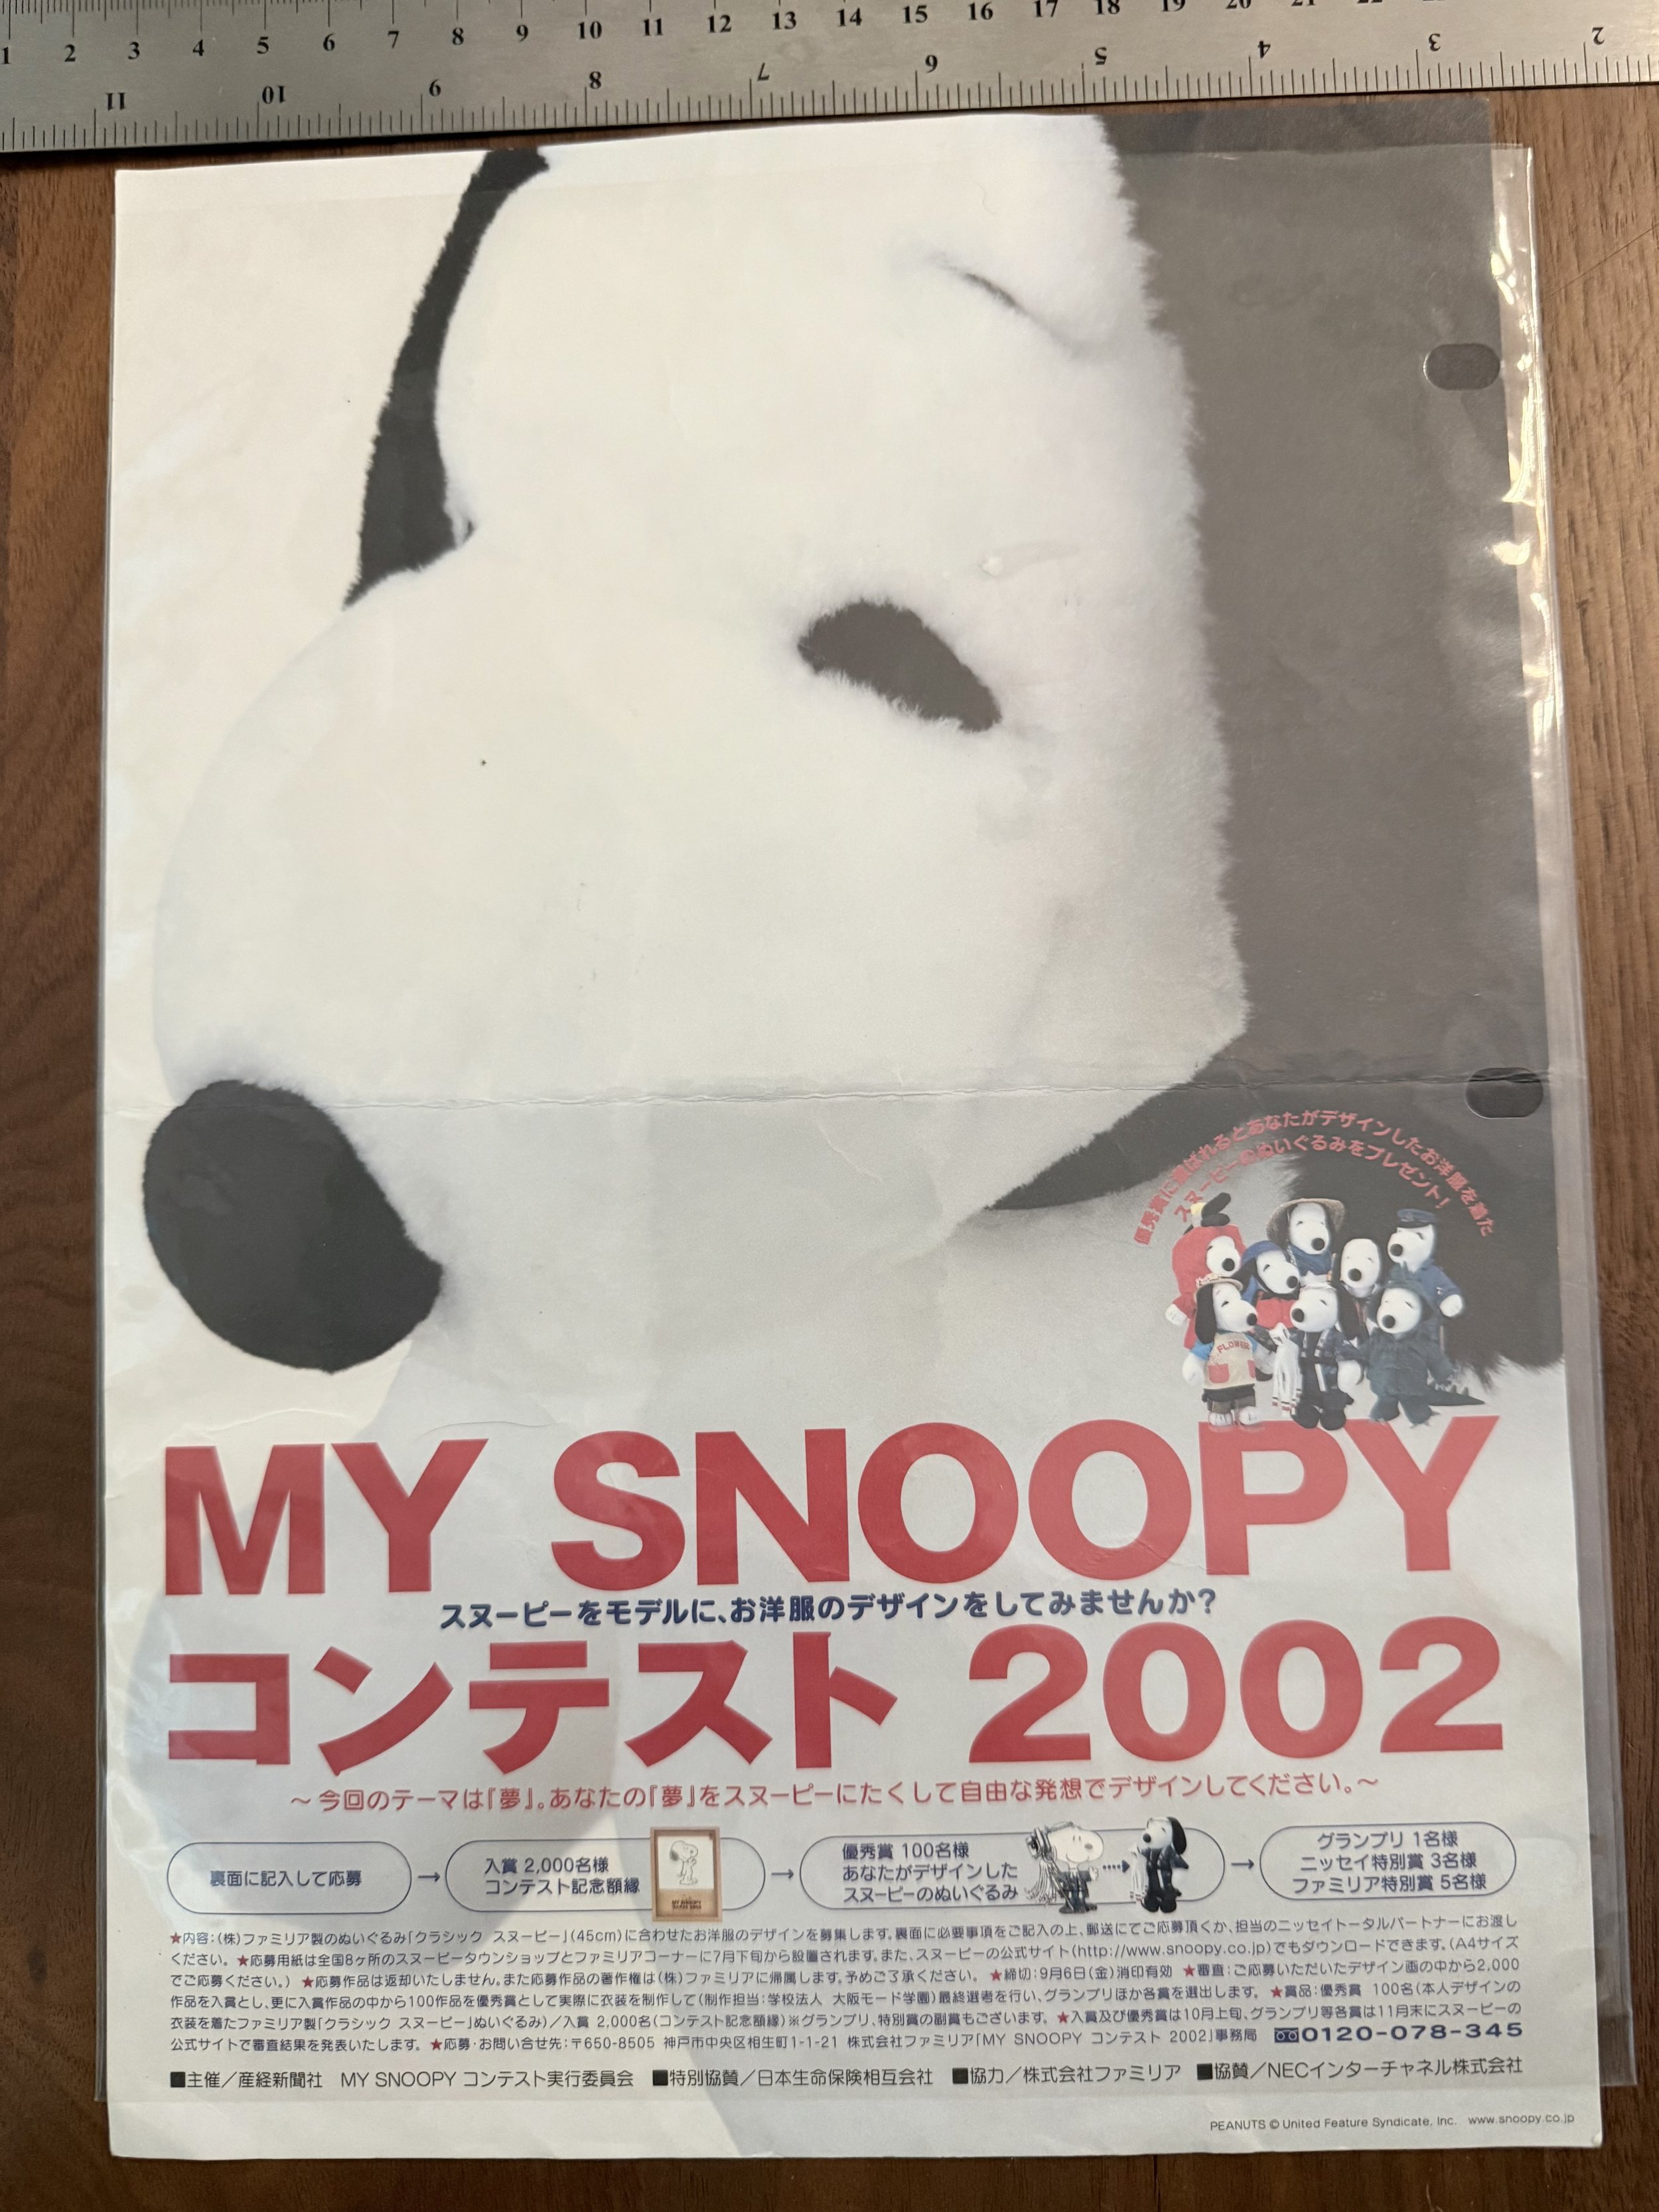 1 2 3 4 5 6 7 8 9 10 11 12 13 14 15 16 17 18 19 20 21 22
11 10 9 8 7 6 5 4 3 2
優秀賞に選ばれるとあなたがデザインしたお洋服を着た
スヌーピーのぬいぐるみをプレゼント!
FLOWER
MY SNOOPY
スヌーピーをモデルに、お洋服のデザインをしてみませんか?
コンテスト 2002
～今回のテーマは『夢』。あなたの『夢』をスヌーピーにたくして自由な発想でデザインしてください。～
裏面に記入して応募
→
入賞 2,000名様
コンテスト記念額縁
→
優秀賞 100名様
あなたがデザインした
スヌーピーのぬいぐるみ
→
グランプリ 1名様
ニッセイ特別賞 3名様
ファミリア特別賞 5名様
★内容:(株)ファミリア製のぬいぐるみ「クラシック スヌーピー」(45cm)に合わせたお洋服のデザインを募集します。裏面に必要事項をご記入の上、郵送にてご応募頂くか、担当のニッセイトータルパートナーにお渡し
ください。 ★応募用紙は全国8ヶ所のスヌーピータウンショップとファミリアコーナーに7月下旬から設置されます。また、スヌーピーの公式サイト(http://www.snoopy.co.jp)でもダウンロードできます。(A4サイズ
でご応募ください。) ★応募作品は返却いたしません。また応募作品の著作権は(株)ファミリアに帰属します。予めご了承ください。 ★締切:9月6日(金)消印有効 ★審査:ご応募いただいたデザイン画の中から2,000
作品を入賞とし、更に入賞作品の中から100作品を優秀賞として実際に衣装を制作して(制作担当:学校法人 大阪モード学園)最終選考を行い、グランプリほか各賞を選出します。 ★賞品:優秀賞 100名(本人デザインの
衣装を着たファミリア製「クラシック スヌーピー」ぬいぐるみ)/入賞 2,000名(コンテスト記念額縁)※グランプリ、特別賞の副賞もございます。 ★入賞及び優秀賞は10月上旬、グランプリ等各賞は11月末にスヌーピーの
公式サイトで審査結果を発表いたします。 ★応募・お問い合せ先:〒650-8505 神戸市中央区相生町1-1-21 株式会社ファミリア「MY SNOOPY コンテスト 2002」事務局 0120-078-345
■主催/産経新聞社 MY SNOOPY コンテスト実行委員会 ■特別協賛/日本生命保険相互会社 ■協力/株式会社ファミリア ■協賛/NECインターチャネル株式会社
PEANUTS © United Feature Syndicate, Inc. www.snoopy.co.jp